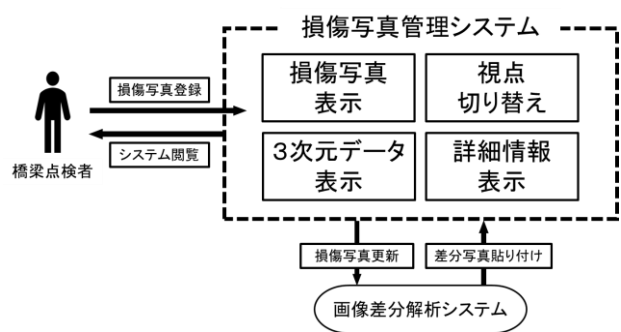 損傷写真管理システム
損傷写真
表示
視点
切り替え
損傷写真登録
システム閲覧
橋梁点検者
3次元データ
表示
詳細情報
表示
損傷写真更新
差分写真貼り付け
画像差分解析システム